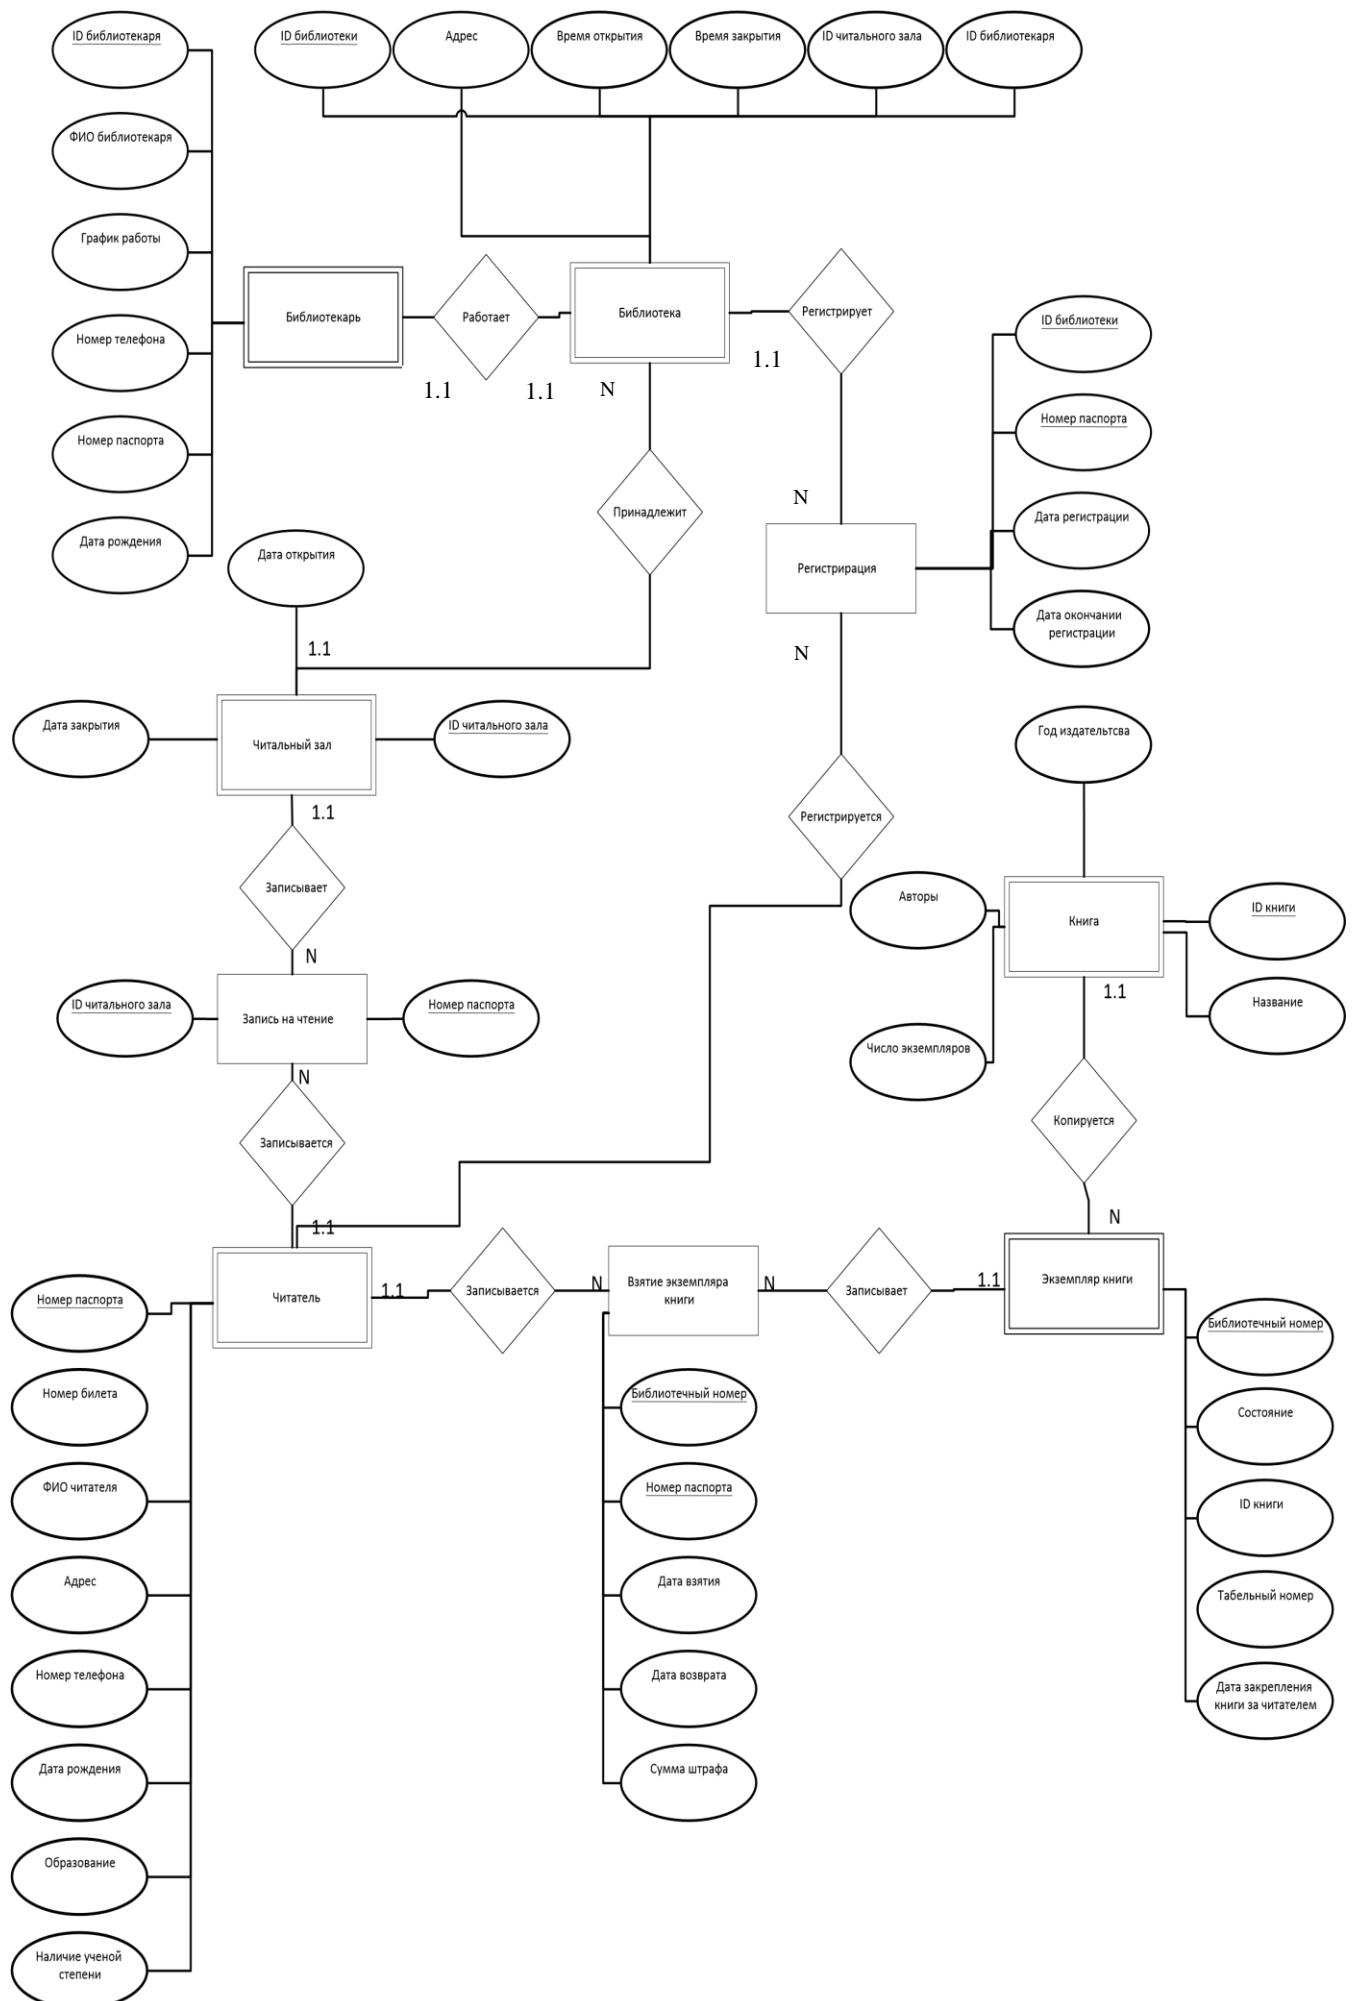 ID библиотекаря
ID библиотеки
Адрес
Время открытия
Время закрытия
ID читального зала
ID библиотекаря
ФИО библиотекаря
График работы
Номер телефона
Номер паспорта
Дата рождения
Библиотекарь
Работает
Библиотека
Регистрирует
1.1
1.1
N
1.1
ID библиотеки
Номер паспорта
Дата регистрации
Дата окончании
регистрации
N
Регистрирация
N
Принадлежит
Дата открытия
1.1
Дата закрытия
Читальный зал
ID читального зала
1.1
Записывает
N
ID читального зала
Запись на чтение
Номер паспорта
N
Записывается
1.1
Регистрируется
Год издательтсва
Авторы
Книга
ID книги
Название
Число экземпляров
1.1
Копируется
N
Читатель
1.1
Записывается
N
Взятие экземпляра
книги
N
Записывает
1.1
Экземпляр книги
Номер паспорта
Номер билета
ФИО читателя
Адрес
Номер телефона
Дата рождения
Образование
Наличие ученой
степени
Библиотечный номер
Номер паспорта
Дата взятия
Дата возврата
Сумма штрафа
Библиотечный номер
Состояние
ID книги
Табельный номер
Дата закрепления
книги за читателем